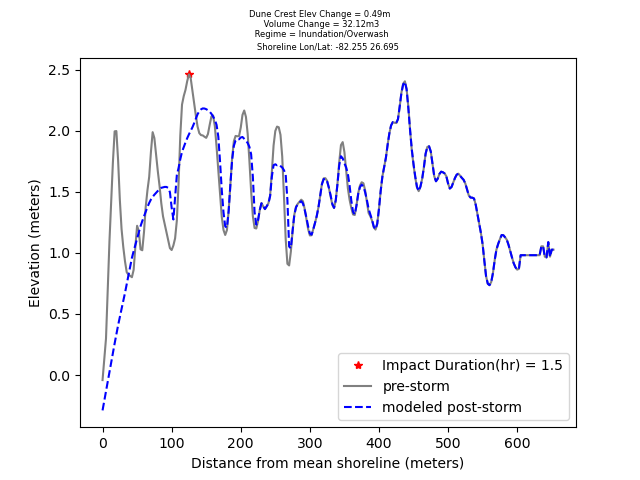 Dune Crest Elev Change = 0.49m
Volume Change = 32.12m3
Regime = Inundation/Overwash
Shoreline Lon/Lat: -82.255 26.695
2.5
2.0
1.5
1.0
0.5
0.0
Elevation (meters)
Impact Duration(hr) = 1.5
pre-storm
modeled post-storm
0 100 200 300 400 500 600
Distance from mean shoreline (meters)